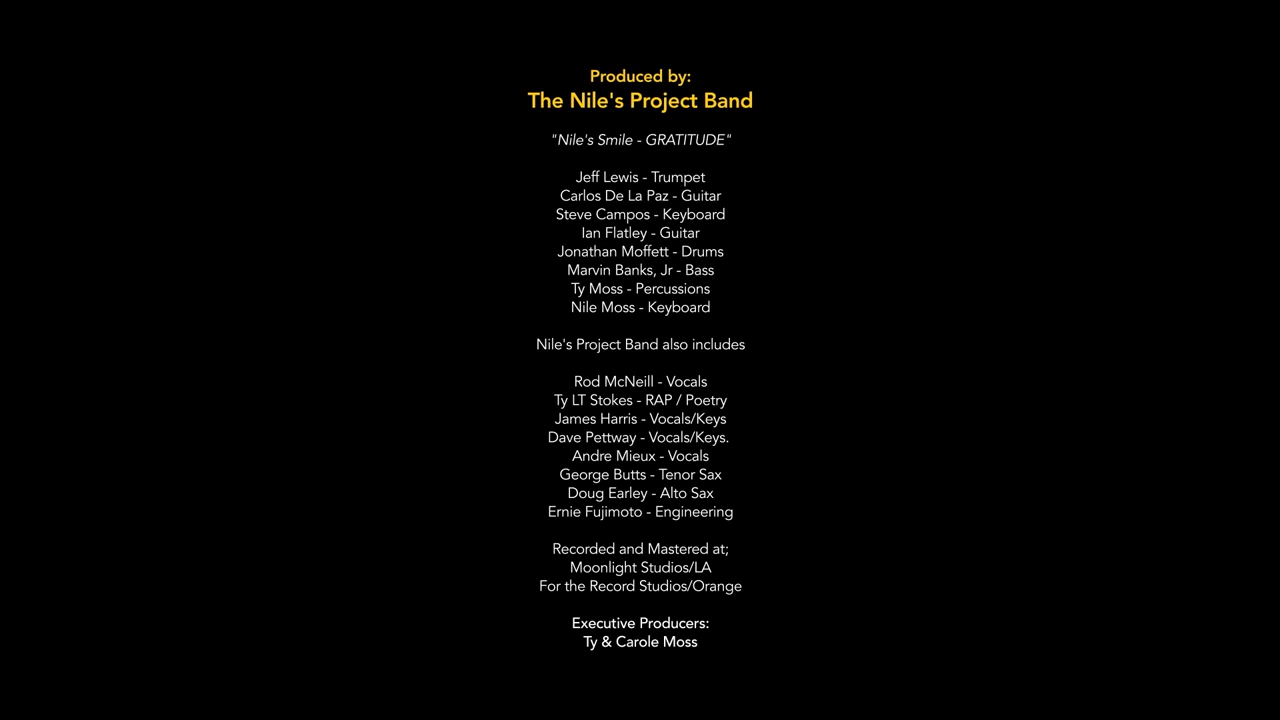 Produced by:
The Nile's Project Band
"Nile's Smile - GRATITUDE"
Jeff Lewis - Trumpet
Carlos De La Paz - Guitar
Steve Campos - Keyboard
Ian Flatley - Guitar
Jonathan Moffett - Drums
Marvin Banks, Jr - Bass
Ty Moss - Percussions
Nile Moss - Keyboard
Nile's Project Band also includes
Rod McNeill - Vocals
Ty LT Stokes - RAP / Poetry
James Harris - Vocals/Keys
Dave Pettway - Vocals/Keys.
Andre Mieux - Vocals
George Butts - Tenor Sax
Doug Earley - Alto Sax
Ernie Fujimoto - Engineering
Recorded and Mastered at;
Moonlight Studios/LA
For the Record Studios/Orange
Executive Producers:
Ty & Carole Moss